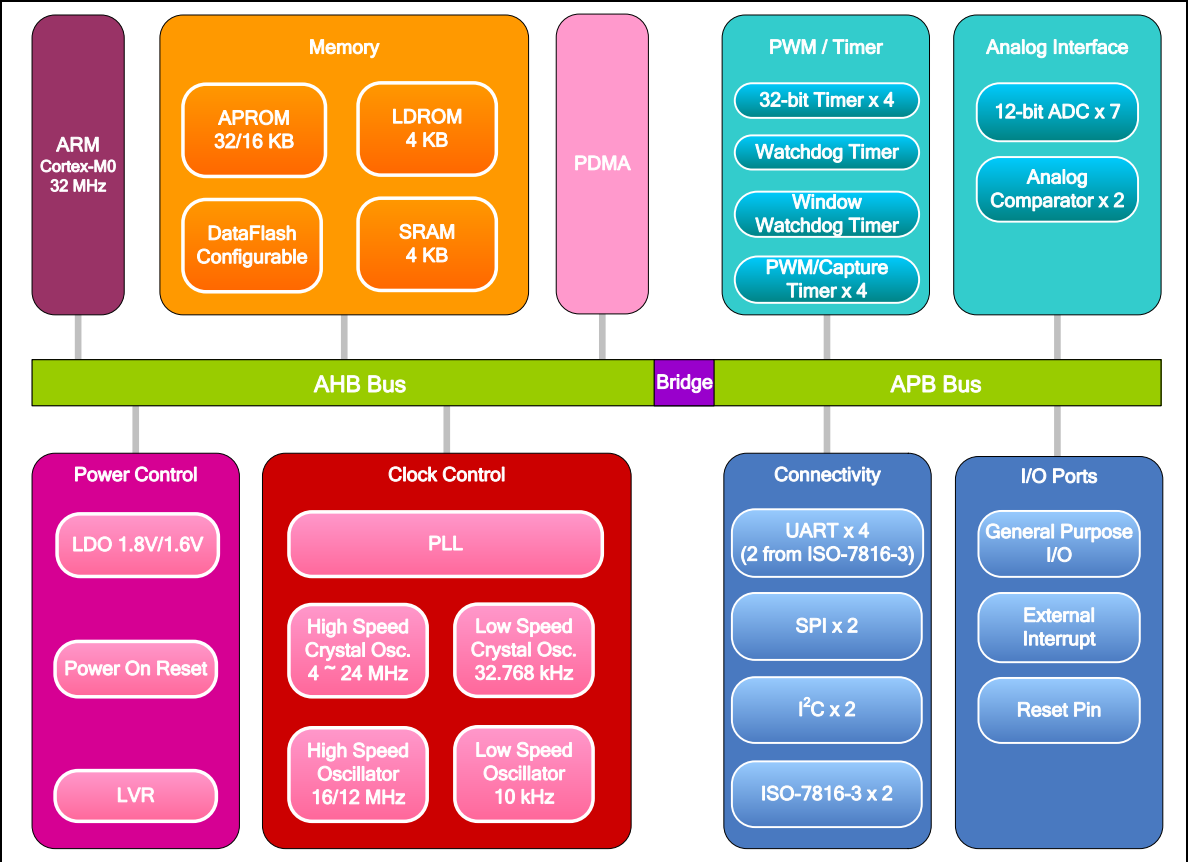 ARM
Cortex-M0
32 MHz
Memory
APROM
32/16 KB
LDROM
4 KB
DataFlash
Configurable
SRAM
4 KB
PDMA
PWM / Timer
32-bit Timer x 4
Watchdog Timer
Window
Watchdog Timer
PWM/Capture
Timer x 4
Analog Interface
12-bit ADC x 7
Analog
Comparator x 2
AHB Bus
Bridge
APB Bus
Power Control
LDO 1.8V/1.6V
Power On Reset
LVR
Clock Control
PLL
High Speed
Crystal Osc.
4 ~ 24 MHz
Low Speed
Crystal Osc.
32.768 kHz
High Speed
Oscillator
16/12 MHz
Low Speed
Oscillator
10 kHz
Connectivity
UART x 4
(2 from ISO-7816-3)
SPI x 2
I²C x 2
ISO-7816-3 x 2
I/O Ports
General Purpose
I/O
External
Interrupt
Reset Pin